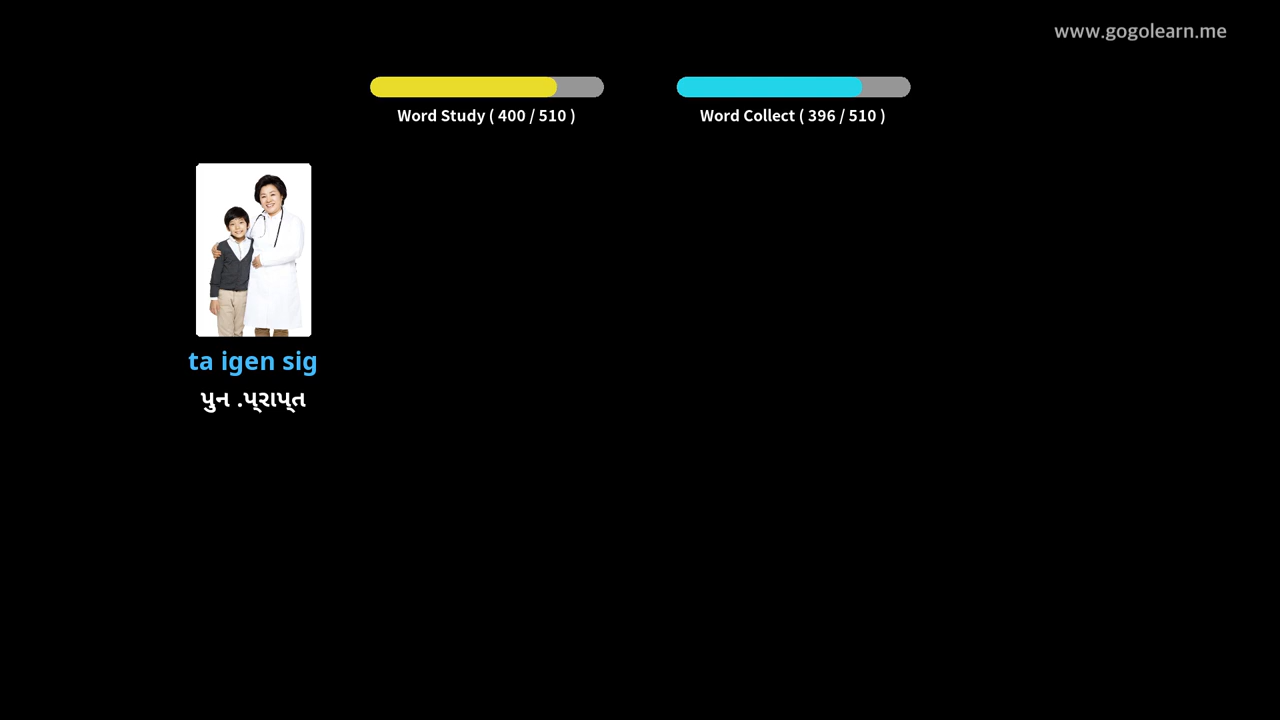 www.gogolearn.me
Word Study ( 400 / 510 )
Word Collect ( 396 / 510 )
ta igen sig
પુન .પ્રાપ્ત